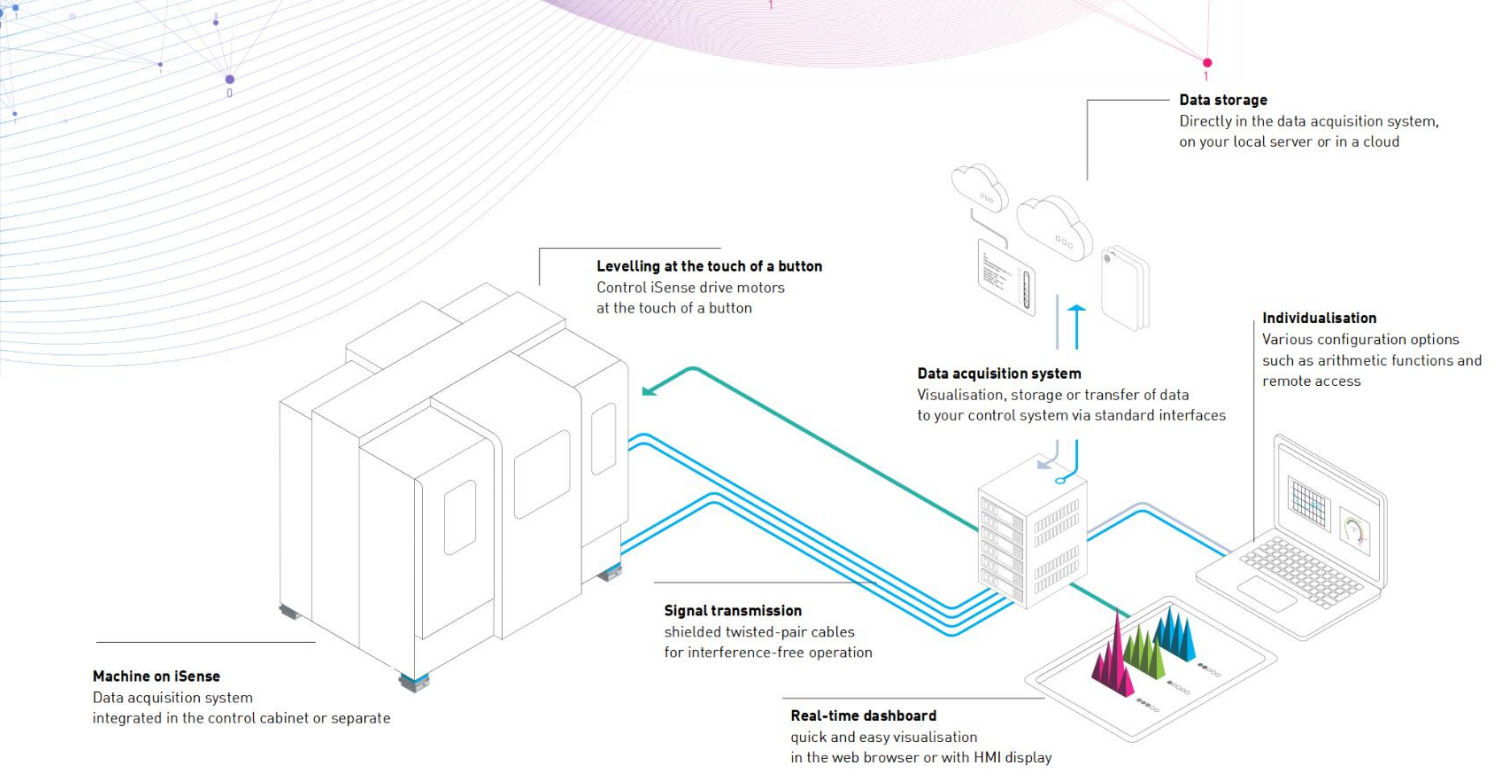 1
0
1
1
Data storage
Directly in the data acquisition system,
on your local server or in a cloud
Levelling at the touch of a button
Control iSense drive motors
at the touch of a button
Individualisation
Various configuration options
such as arithmetic functions and
remote access
Data acquisition system
Visualisation, storage or transfer of data
to your control system via standard interfaces
Signal transmission
shielded twisted-pair cables
for interference-free operation
Machine on iSense
Data acquisition system
integrated in the control cabinet or separate
Real-time dashboard
quick and easy visualisation
in the web browser or with HMI display